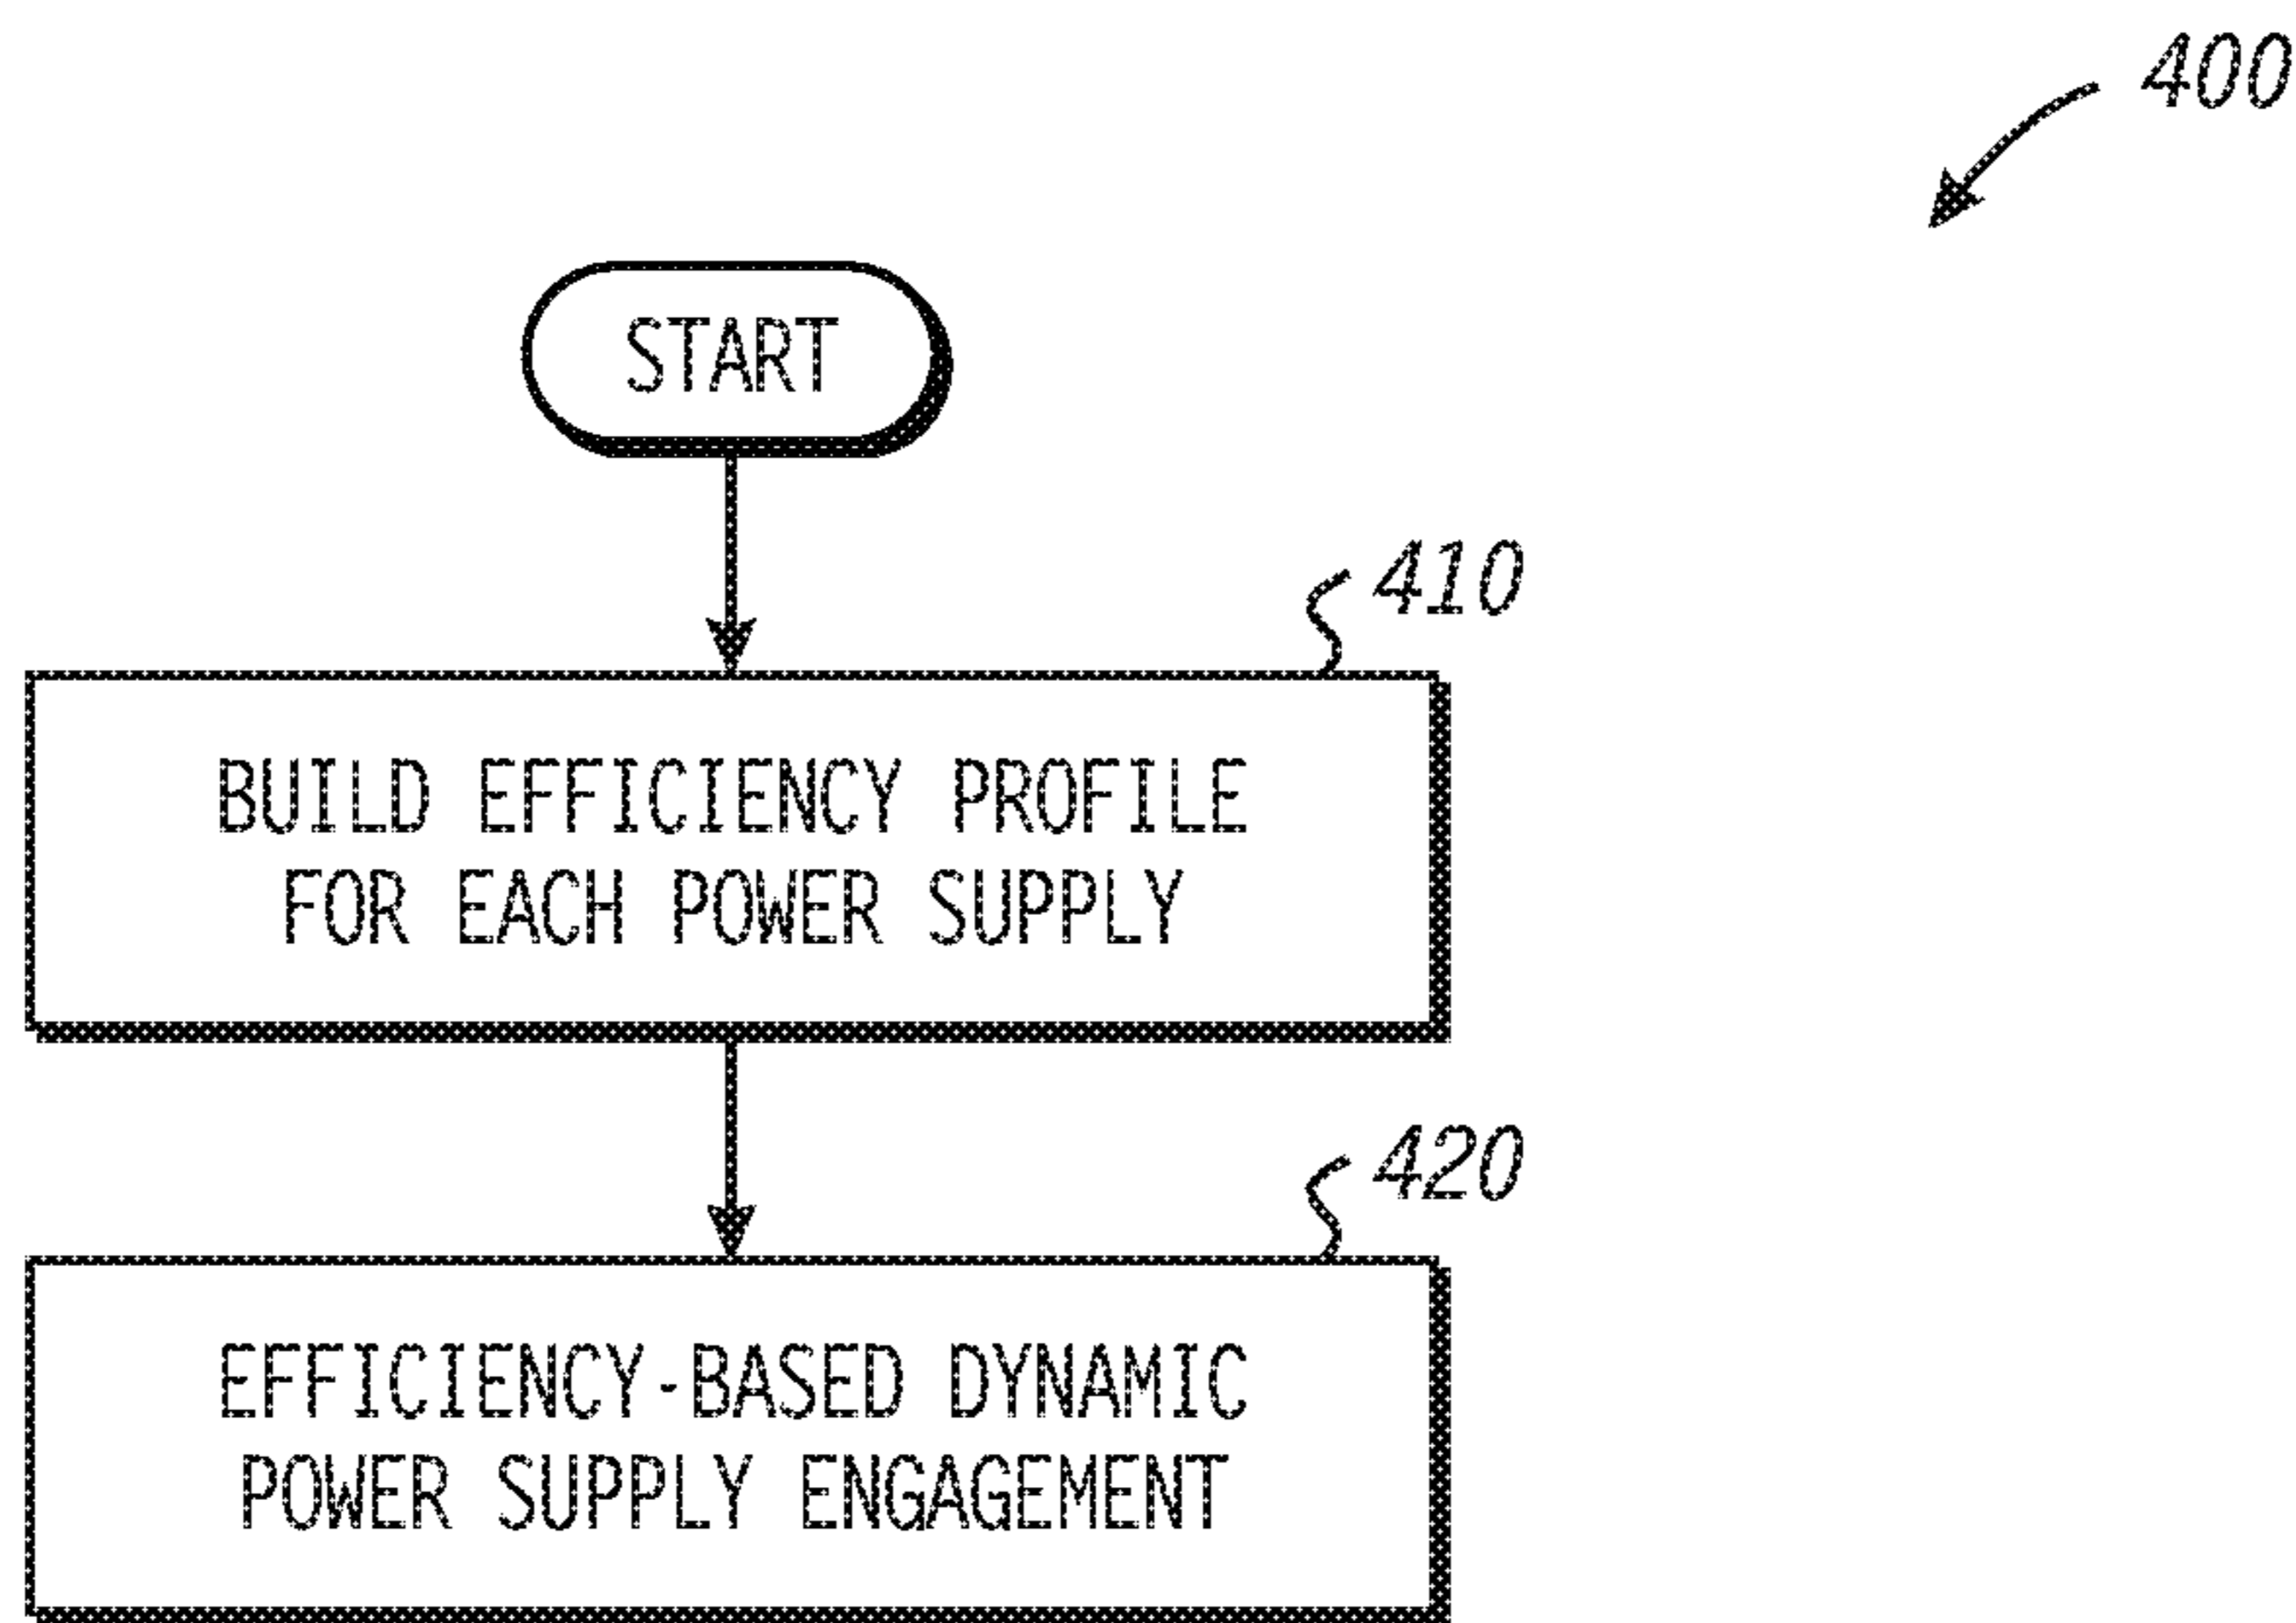 400
START
410
BUILD EFFICIENCY PROFILE
FOR EACH POWER SUPPLY
420
EFFICIENCY-BASED DYNAMIC
POWER SUPPLY ENGAGEMENT